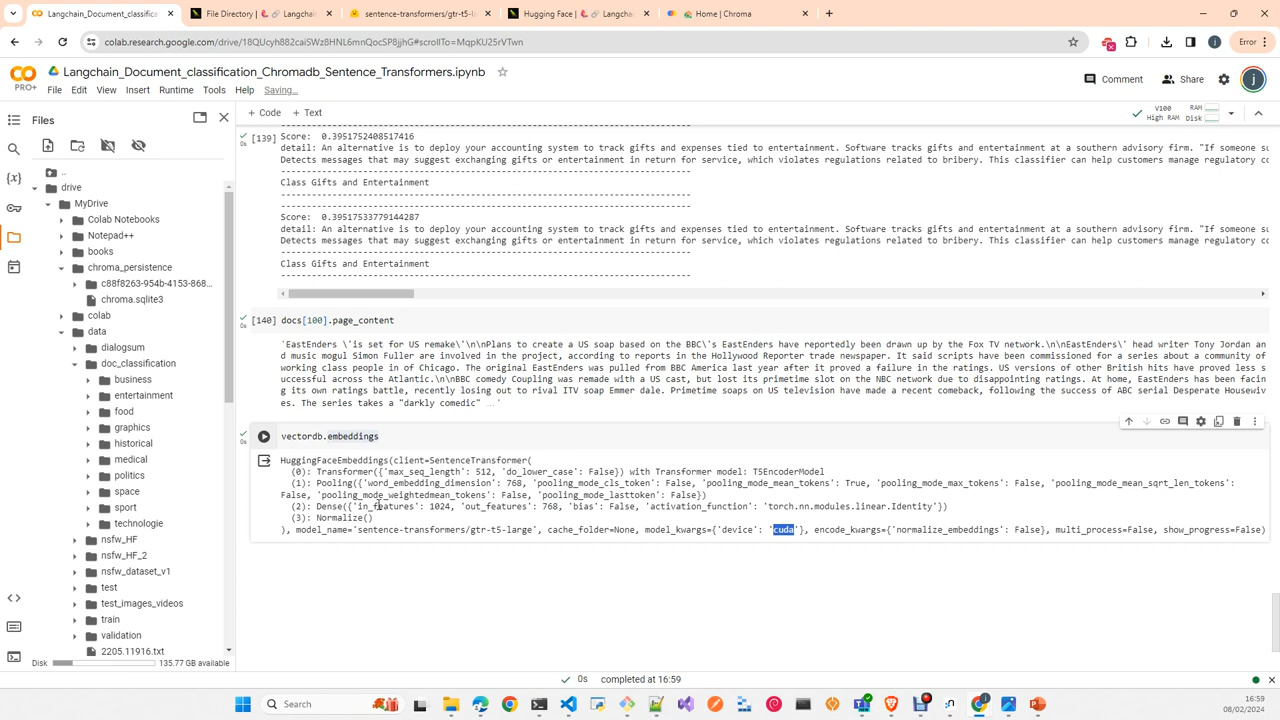 Langchain_Document_classific
File Directory | 🦜🔗 Langchain
sentence-transformers/gtr-t5-l
Hugging Face | 🦜🔗 Langchain
Home | Chroma
colab.research.google.com/drive/18QUcyh882caiSWz8HNL6mnQocSP8jjhG#scrollTo=MqpKU25rVTwn
Error
PRO+
Langchain_Document_classification_Chromadb_Sentence_Transformers.ipynb
File Edit View Insert Runtime Tools Help Saving...
Comment
Share
+ Code + Text
V100
High RAM
RAM
Disk
Files
..
drive
MyDrive
Colab Notebooks
Notepad++
books
chroma_persistence
c88f8263-954b-4153-868...
chroma.sqlite3
colab
data
dialogsum
doc_classification
business
entertainment
food
graphics
historical
medical
politics
space
sport
technologie
nsfw_HF
nsfw_HF_2
nsfw_dataset_v1
test
test_images_videos
train
validation
2205.11916.txt
Disk 135.77 GB available
[139] Score: 0.3951752408517416
0s
detail: An alternative is to deploy your accounting system to track gifts and expenses tied to entertainment. Software tracks gifts and entertainment at a southern advisory firm. "If someone su
Detects messages that may suggest exchanging gifts or entertainment in return for service, which violates regulations related to bribery. This classifier can help customers manage regulatory co
Class Gifts and Entertainment
Score: 0.39517533779144287
detail: An alternative is to deploy your accounting system to track gifts and expenses tied to entertainment. Software tracks gifts and entertainment at a southern advisory firm. "If someone su
Detects messages that may suggest exchanging gifts or entertainment in return for service, which violates regulations related to bribery. This classifier can help customers manage regulatory co
Class Gifts and Entertainment
[140] docs[100].page_content
0s
'EastEnders \'is set for US remake\'\n\nPlans to create a US soap based on the BBC\'s EastEnders have reportedly been drawn up by the Fox TV network.\n\nEastEnders\' head writer Tony Jordan an
d music mogul Simon Fuller are involved in the project, according to reports in the Hollywood Reporter trade newspaper. It said scripts have been commissioned for a series about a community of
working class people in of Chicago. The original EastEnders was pulled from BBC America last year after it proved a failure in the ratings. US versions of other British hits have proved less s
uccessful across the Atlantic.\n\nBBC comedy Coupling was remade with a US cast, but lost its primetime slot on the NBC network due to disappointing ratings. At home, EastEnders has been facin
g its own ratings battle, recently losing out to rival ITV soap Emmer dale. Primetime soaps on US television have made a recent comeback, following the success of ABC serial Desperate Housewiv
es. The series takes a "darkly comedic" ...'
vectordb.embeddings
0s
HuggingFaceEmbeddings(client=SentenceTransformer(
(0): Transformer({'max_seq_length': 512, 'do_lower_case': False}) with Transformer model: T5EncoderModel
(1): Pooling({'word_embedding_dimension': 768, 'pooling_mode_cls_token': False, 'pooling_mode_mean_tokens': True, 'pooling_mode_max_tokens': False, 'pooling_mode_mean_sqrt_len_tokens':
False, 'pooling_mode_weightedmean_tokens': False, 'pooling_mode_lasttoken': False})
(2): Dense({'in_features': 1024, 'out_features': 768, 'bias': False, 'activation_function': 'torch.nn.modules.linear.Identity'})
(3): Normalize()
), model_name='sentence-transformers/gtr-t5-large', cache_folder=None, model_kwargs={'device': 'cuda'}, encode_kwargs={'normalize_embeddings': False}, multi_process=False, show_progress=False)
0s completed at 16:59
Search
16:59
08/02/2024